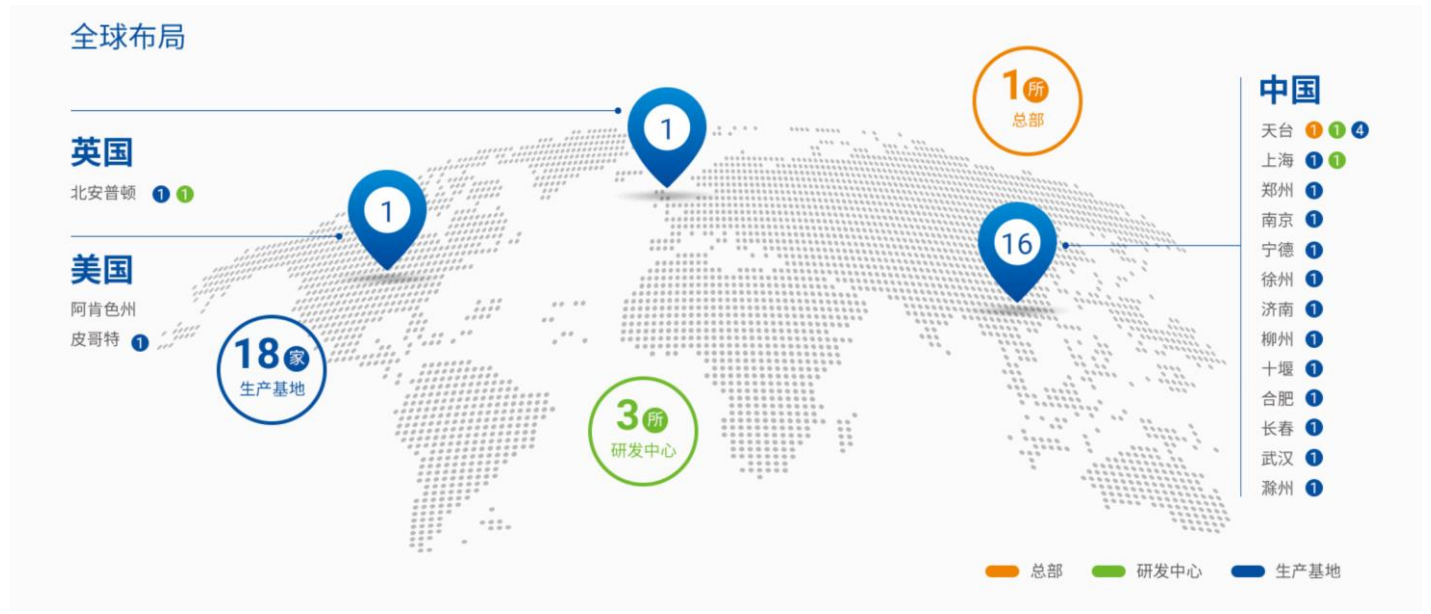 全球布局
英国
北安普顿 1 1
美国
阿肯色州
皮哥特 1
1
1
16
18家
生产基地
3所
研发中心
1所
总部
中国
天台 1 1 4
上海 1 1
郑州 1
南京 1
宁德 1
徐州 1
济南 1
柳州 1
十堰 1
合肥 1
长春 1
武汉 1
滁州 1
总部 研发中心 生产基地